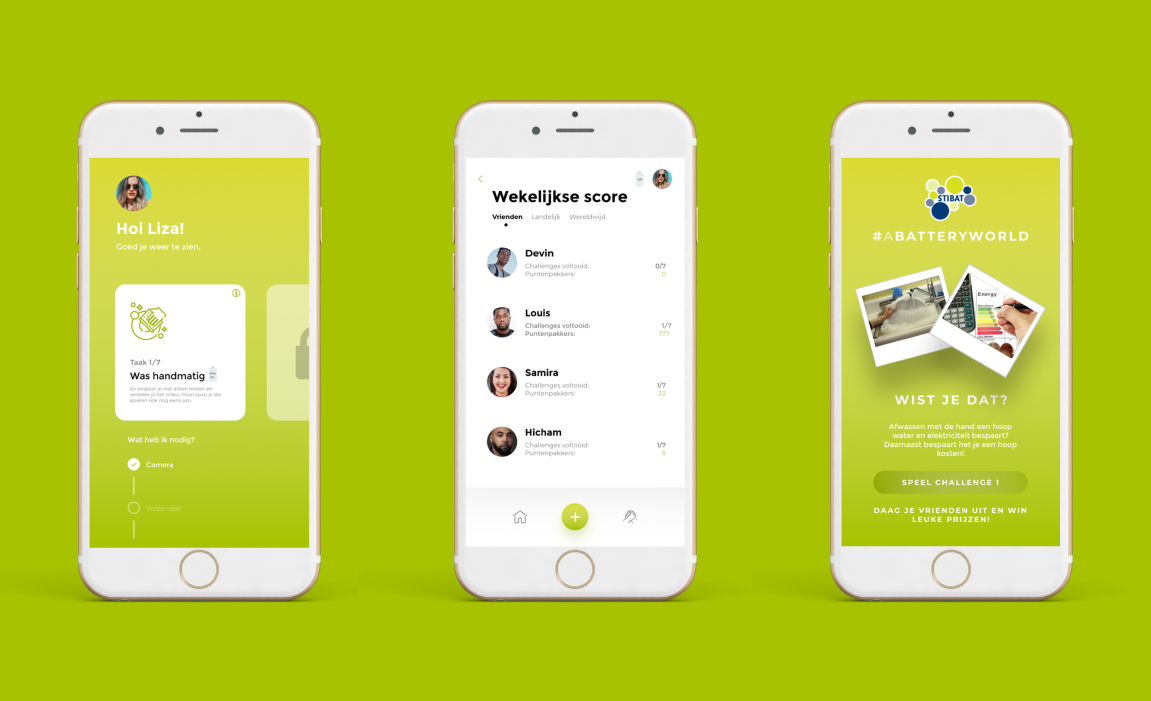 Hoi Liza!
Goed je weer te zien.
Taak 1/7
Was handmatig
Zo bespaar je niet alleen kosten en
verbeter jij het milieu, maar span je die
spieren ook nog eens aan.
Wat heb ik nodig?
Camera
Vieze vaat
Wekelijkse score
Vrienden Landelijk Wereldwijd
Devin
Challenges voltooid: 0/7
Puntenpakkers: 0
Louis
Challenges voltooid: 1/7
Puntenpakkers: 777
Samira
Challenges voltooid: 1/7
Puntenpakkers: 23
Hicham
Challenges voltooid: 1/7
Puntenpakkers: 3
STIBAT
#ABATTERYWORLD
Energy
WIST JE DAT?
Afwassen met de hand een hoop
water en elektriciteit bespaart?
Daarnaast bespaart het je een hoop
kosten!
SPEEL CHALLENGE 1
DAAG JE VRIENDEN UIT EN WIN
LEUKE PRIJZEN!